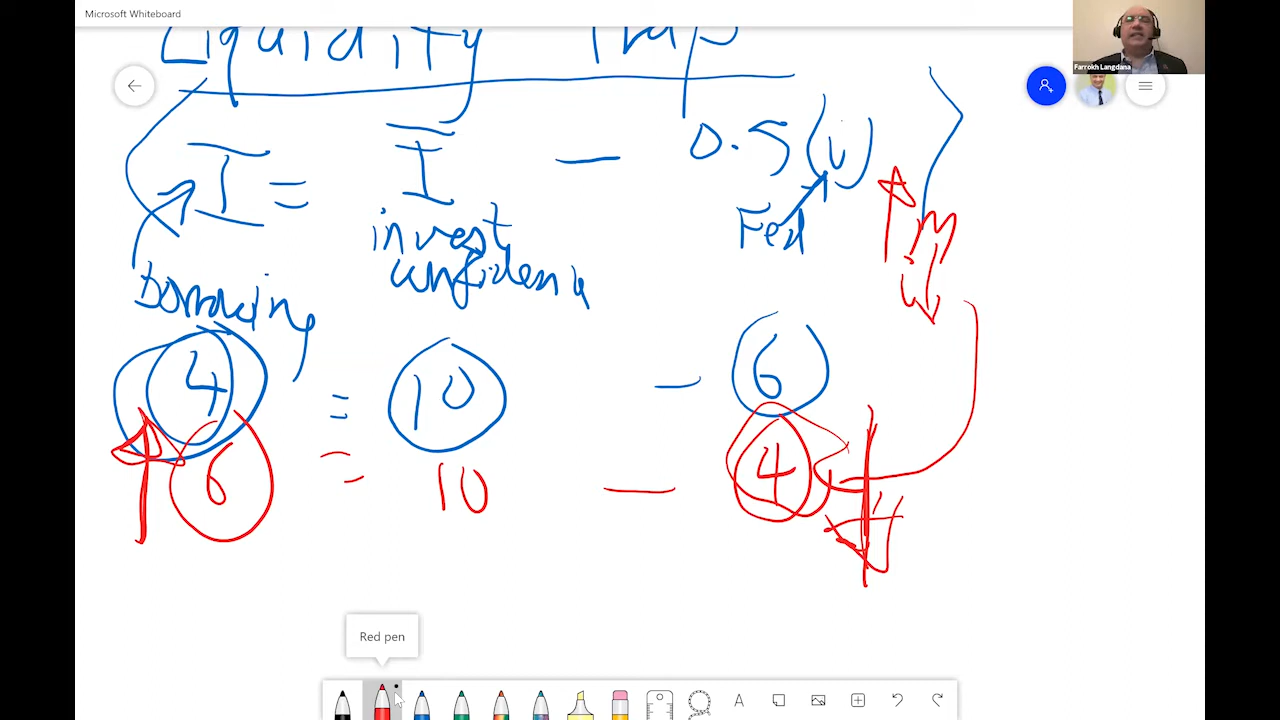 Microsoft Whiteboard
Farrokh Langdana
Liquidity Trap
I = I − 0.5 (i)
invest
confidence
Fed
↑ m
i ↓
borrowing
4 = 10 − 6
6 = 10 − 4
Red pen
A